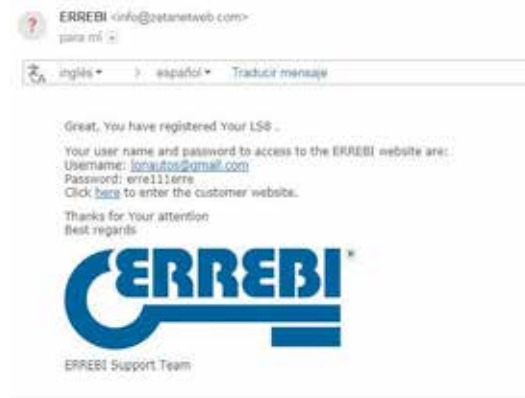 ?
ERREBI <info@zetanetweb.com>
para mí
inglés > español Traducir mensaje
Great, You have registered Your LS8 .
Your user name and password to access to the ERREBI website are:
Username: lonautos@gmail.com
Password: erre111erre
Click here to enter the customer website.
Thanks for Your attention
Best regards
ERREBI®
ERREBI Support Team